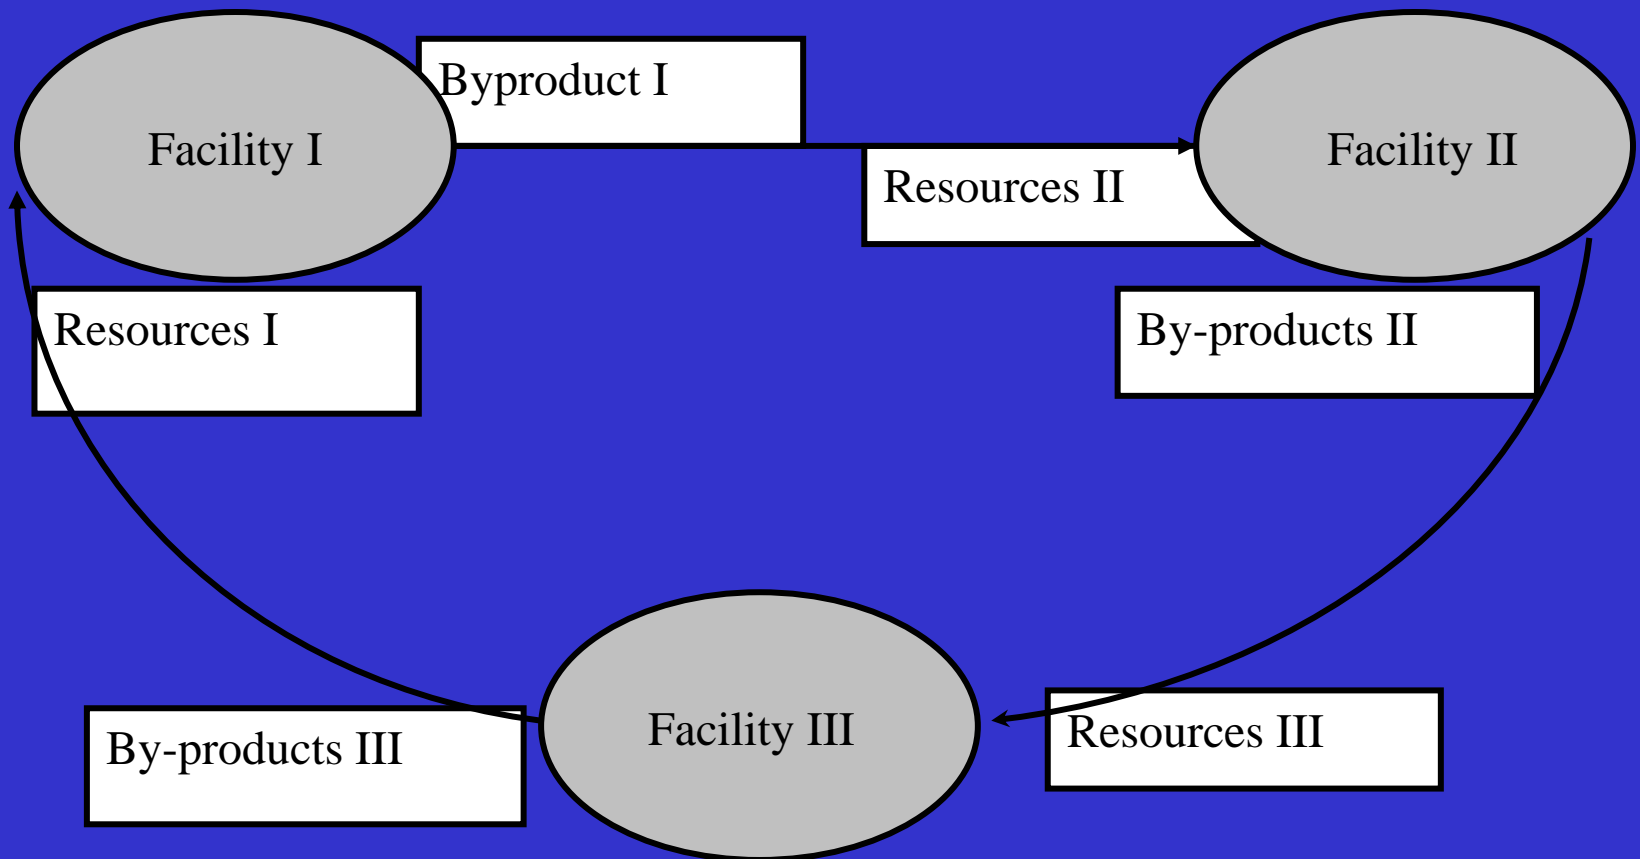 Byproduct I
Facility I
Facility II
Resources II
Resources I
By-products II
Facility III
Resources III
By-products III